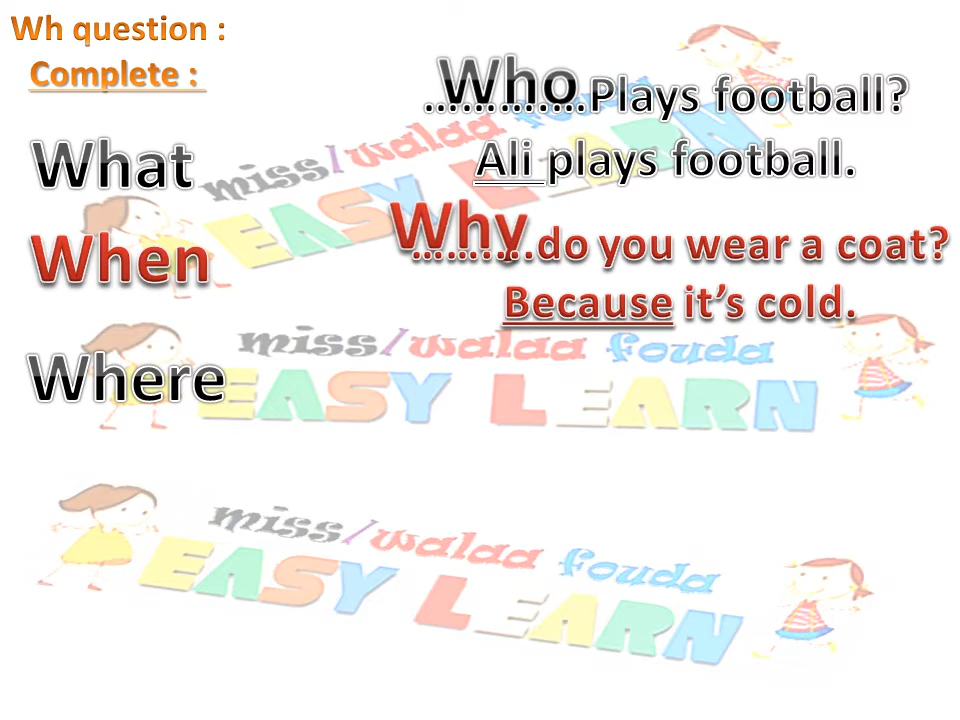 Wh question :
Complete :
Who
………….…Plays football?
Ali plays football.
What
Why
……..…..do you wear a coat?
When
Because it’s cold.
Where
miss/walaa fouda
EASY LEARN
miss/walaa fouda
EASY LEARN
miss/walaa fouda
EASY LEARN